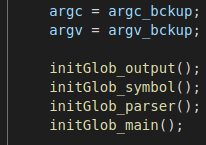 argc = argc_bckup;
argv = argv_bckup;
initGlob_output();
initGlob_symbol();
initGlob_parser();
initGlob_main();